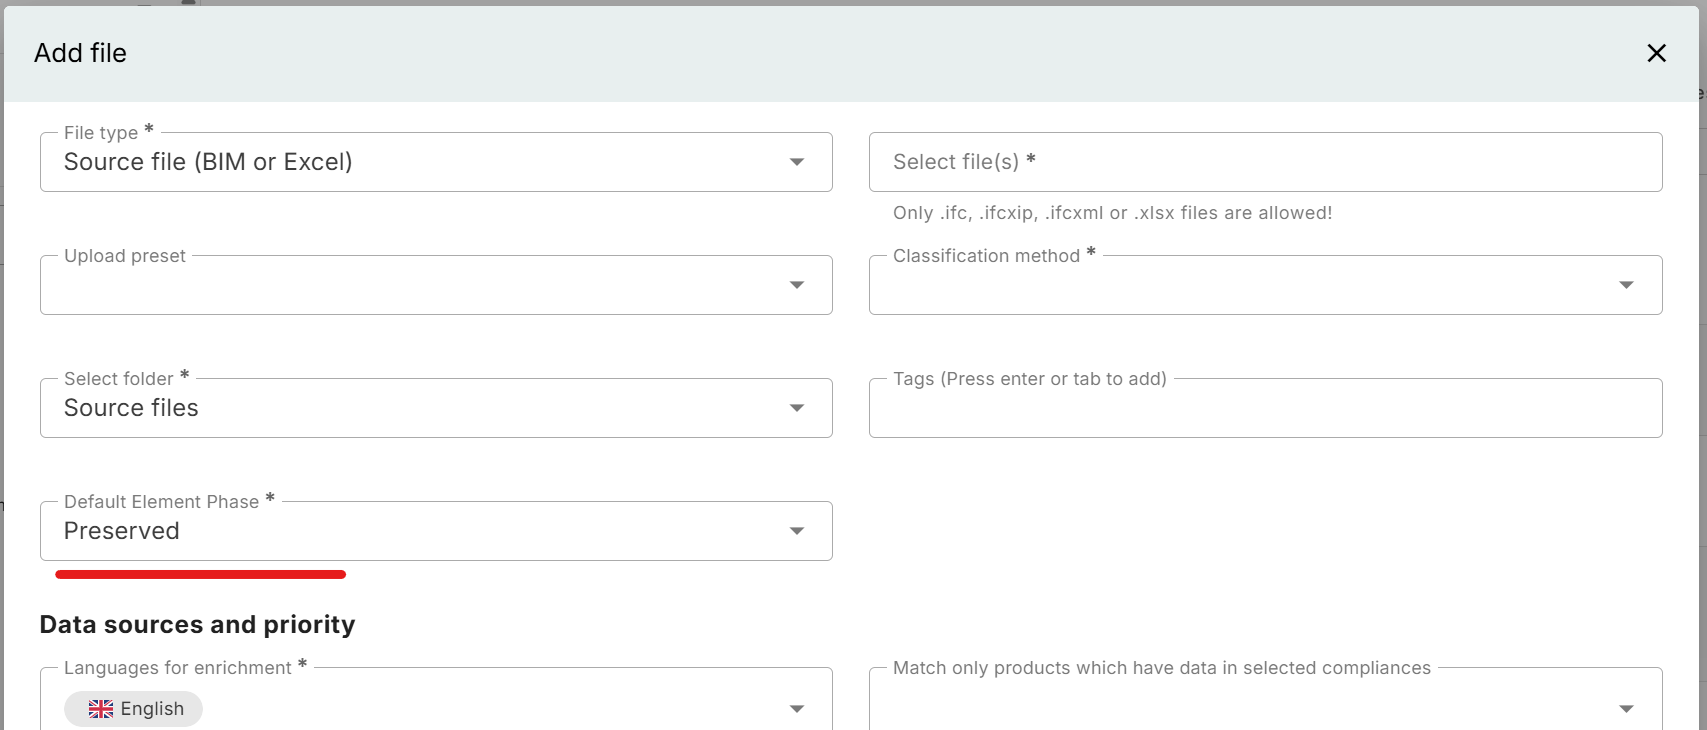 Add file
File type *
Source file (BIM or Excel)
Select file(s) *
Only .ifc, .ifcxip, .ifcxml or .xlsx files are allowed!
Upload preset
Classification method *
Select folder *
Source files
Tags (Press enter or tab to add)
Default Element Phase *
Preserved
Data sources and priority
Languages for enrichment *
English
Match only products which have data in selected compliances